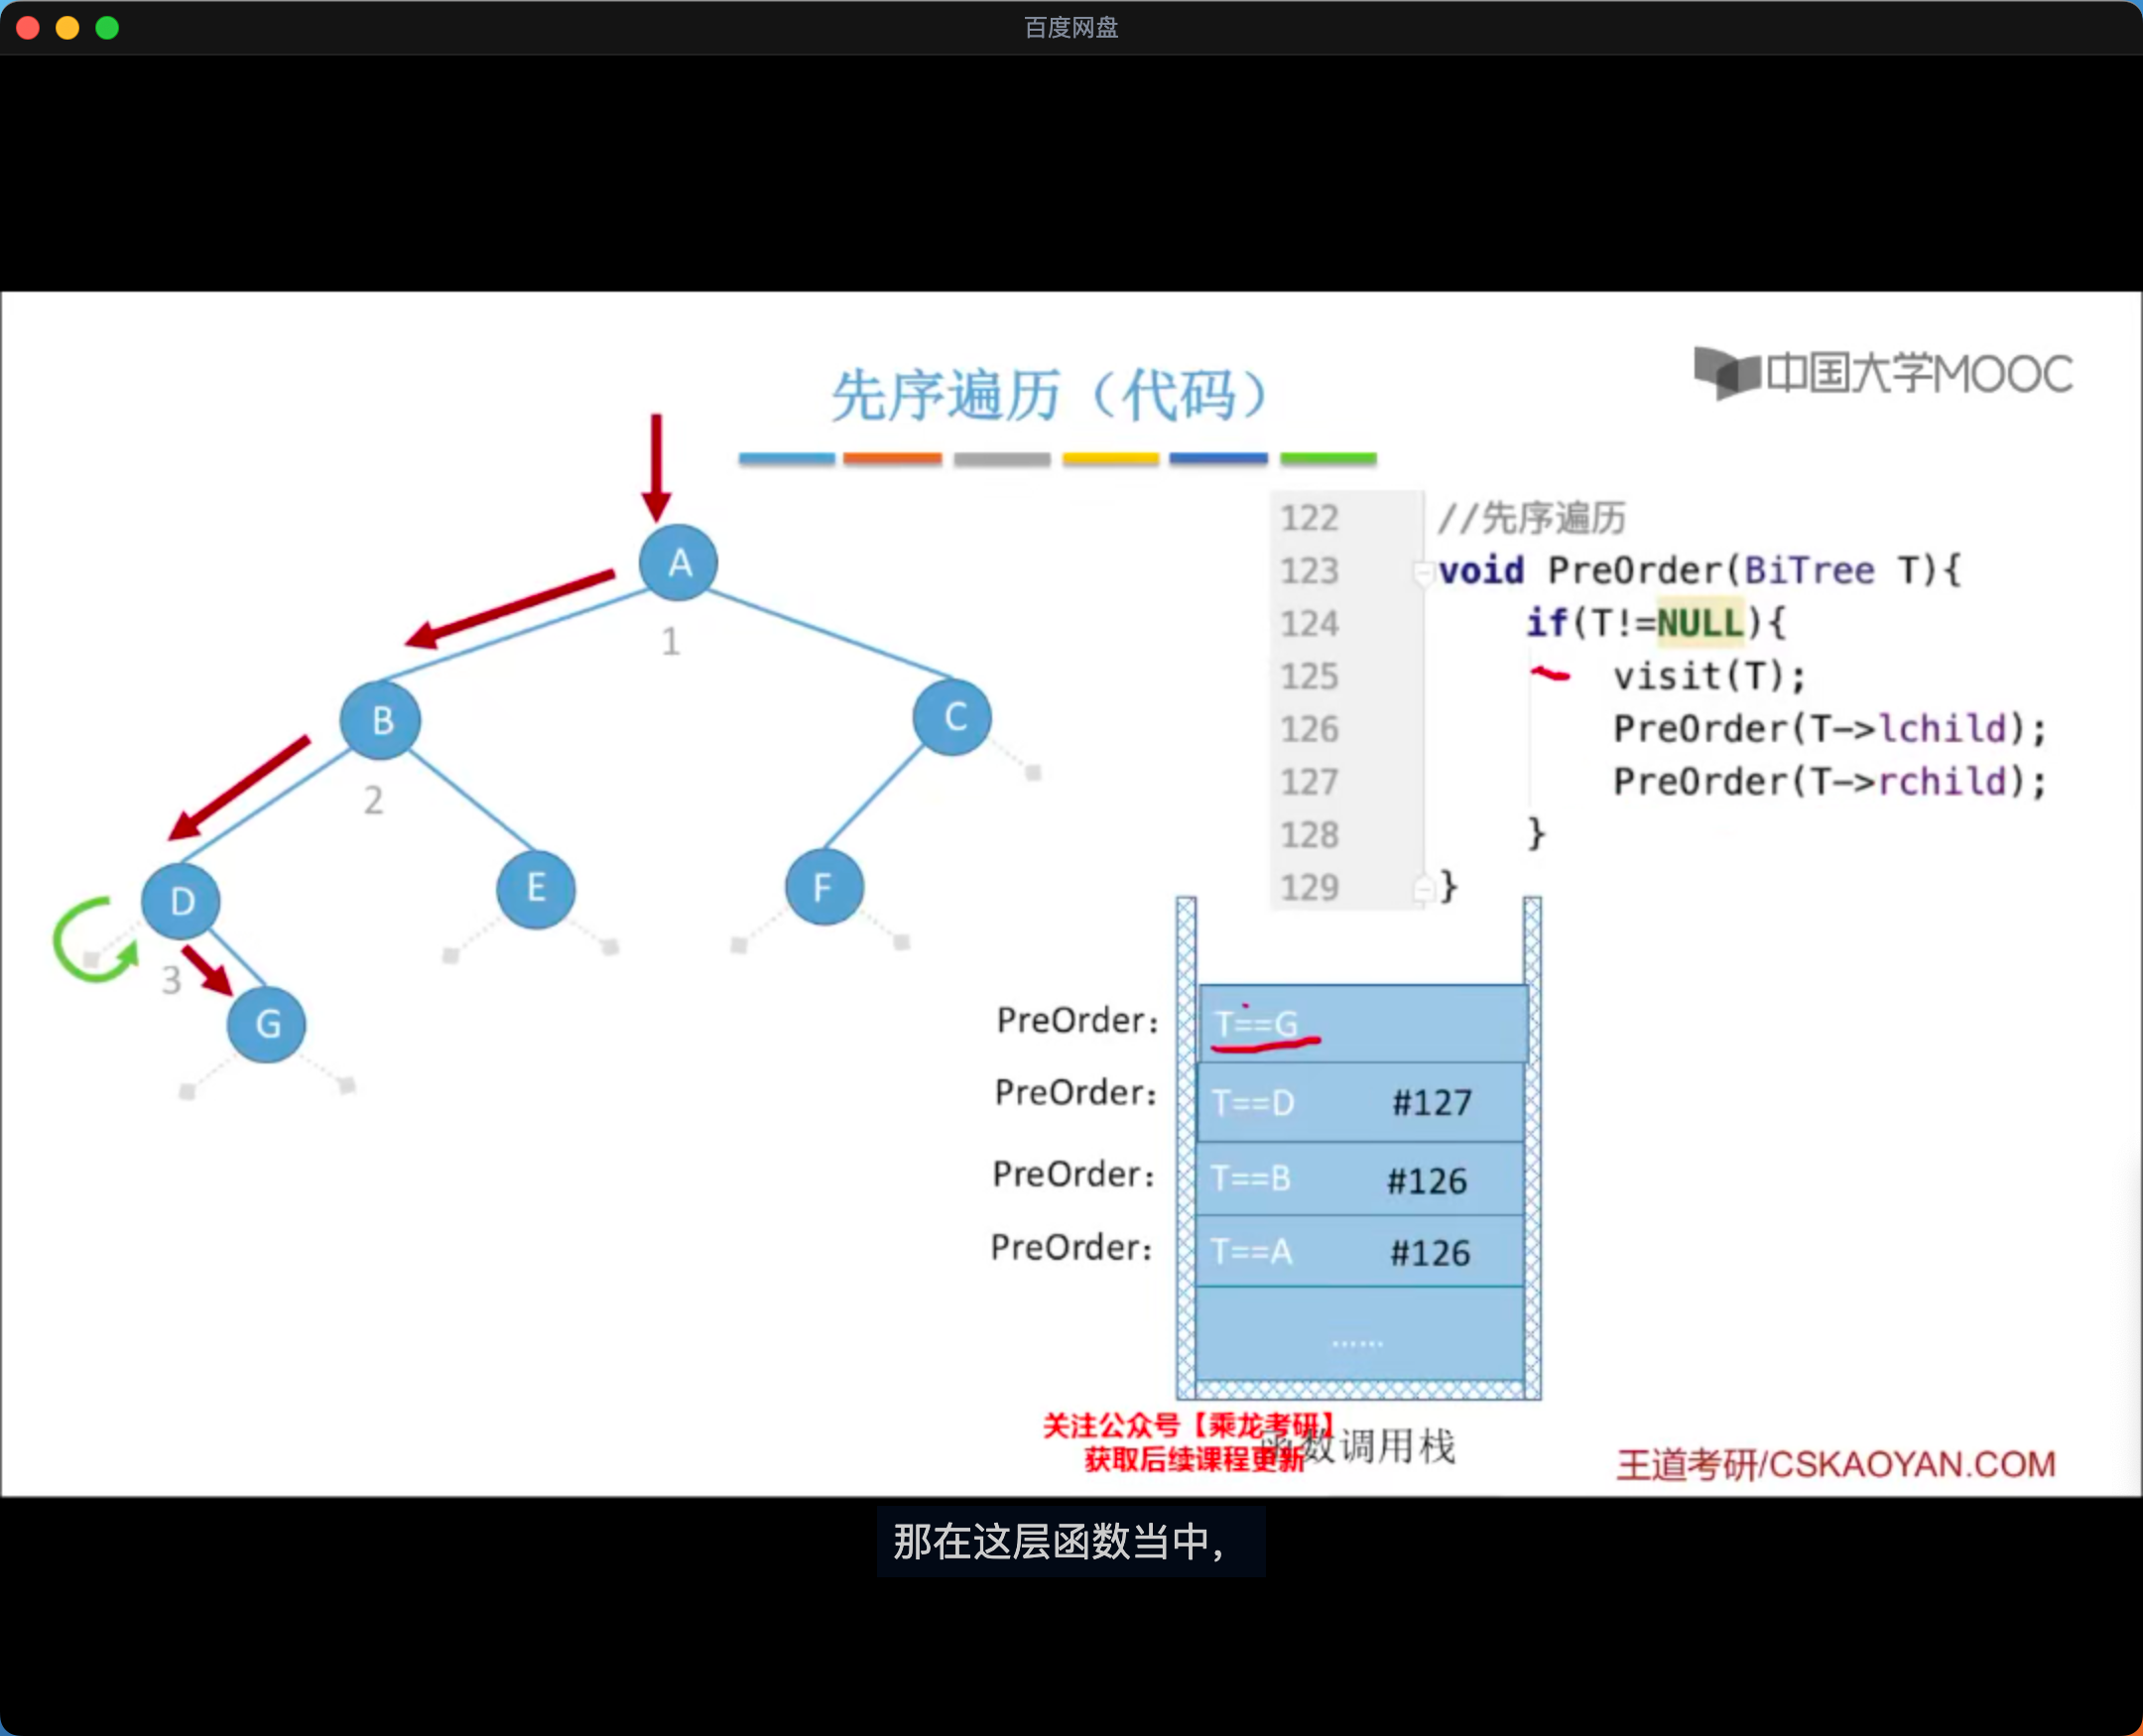 百度网盘
先序遍历（代码）
中国大学MOOC
A
1
B
C
2
D
E
F
3
G
122 //先序遍历
123 void PreOrder(BiTree T){
124 if(T!=NULL){
125 visit(T);
126 PreOrder(T->lchild);
127 PreOrder(T->rchild);
128 }
129 }
PreOrder: T==G
PreOrder: T==D #127
PreOrder: T==B #126
PreOrder: T==A #126
……
关注公众号【乘龙考研】
获取后续课程更新
函数调用栈
王道考研/CSKAOYAN.COM
那在这层函数当中，